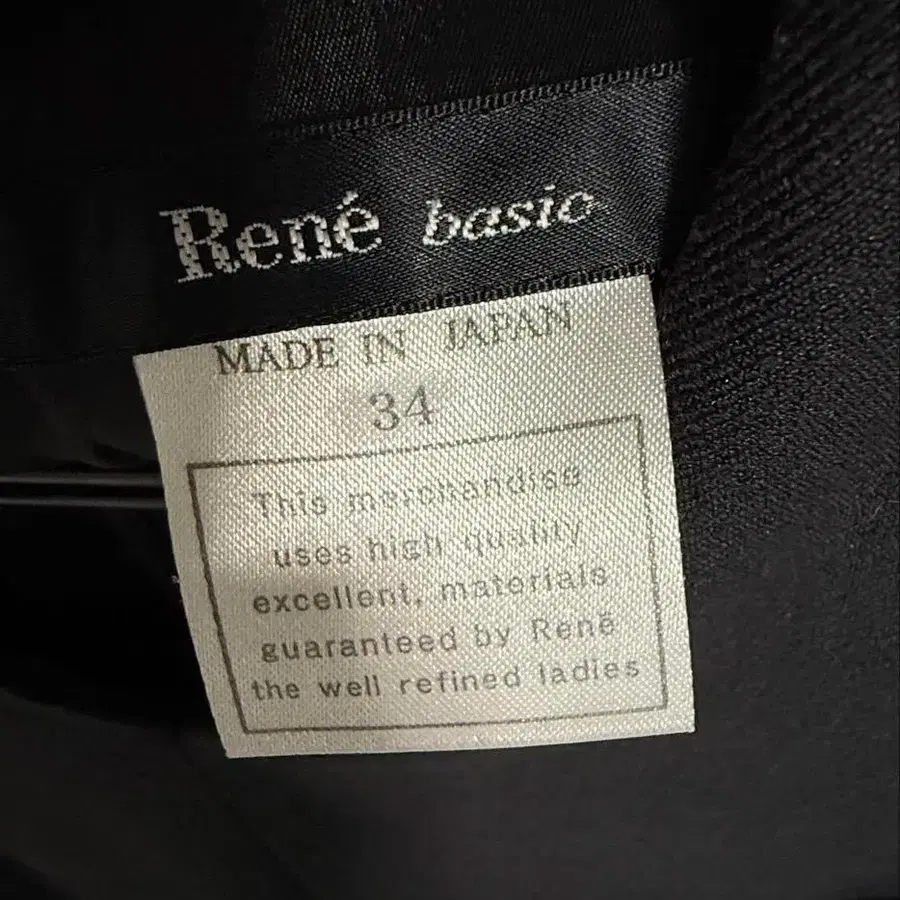 René basic
MADE IN JAPAN
34
This merchandise
uses high quality
excellent, materials
guaranteed by René
the well refined ladies